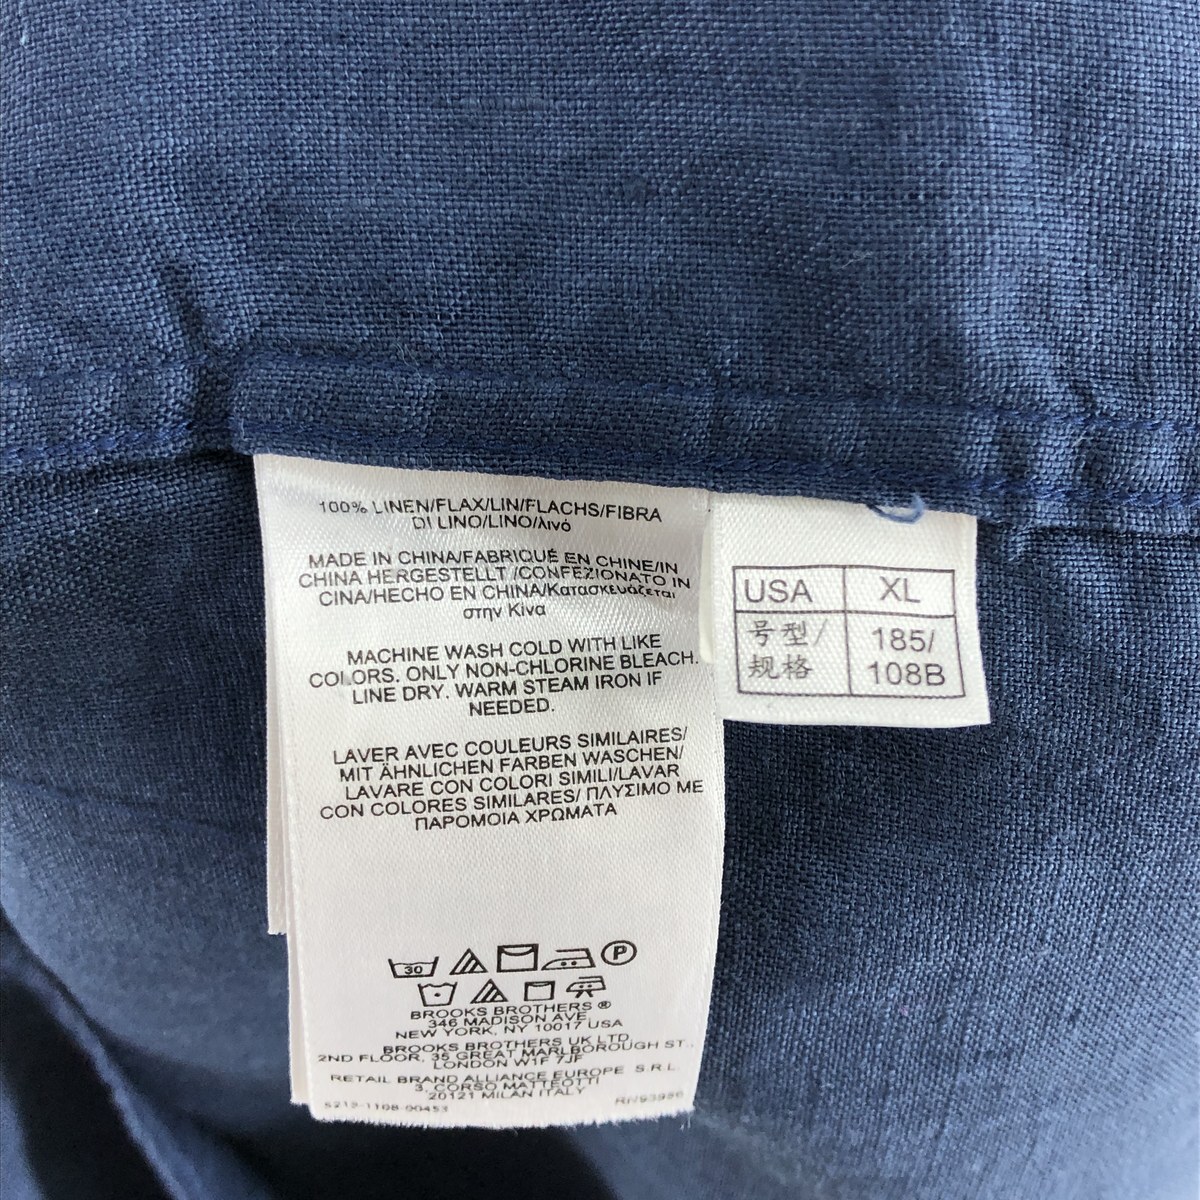 100% LINEN/FLAX/LIN/FLACHS/FIBRA
DI LINO/LINO/λινό
MADE IN CHINA/FABRIQUÉ EN CHINE/IN
CHINA HERGESTELLT /CONFEZIONATO IN
CINA/HECHO EN CHINA/Κατασκευάζεται
στην Κίνα
MACHINE WASH COLD WITH LIKE
COLORS. ONLY NON-CHLORINE BLEACH.
LINE DRY. WARM STEAM IRON IF
NEEDED.
LAVER AVEC COULEURS SIMILAIRES/
MIT ÄHNLICHEN FARBEN WASCHEN/
LAVARE CON COLORI SIMILI/LAVAR
CON COLORES SIMILARES/ ΠΛΥΣΙΜΟ ΜΕ
ΠΑΡΟΜΟΙΑ ΧΡΩΜΑΤΑ
30 P
BROOKS BROTHERS ®
346 MADISON AVE
NEW YORK, NY 10017 USA
BROOKS BROTHERS UK LTD.
2ND FLOOR, 35 GREAT MARLBOROUGH ST.,
LONDON W1F 7JF
RETAIL BRAND ALLIANCE EUROPE S.R.L.
3, CORSO MATTEOTTI
20121 MILAN ITALY
USA XL
号型/ 185/
规格 108B